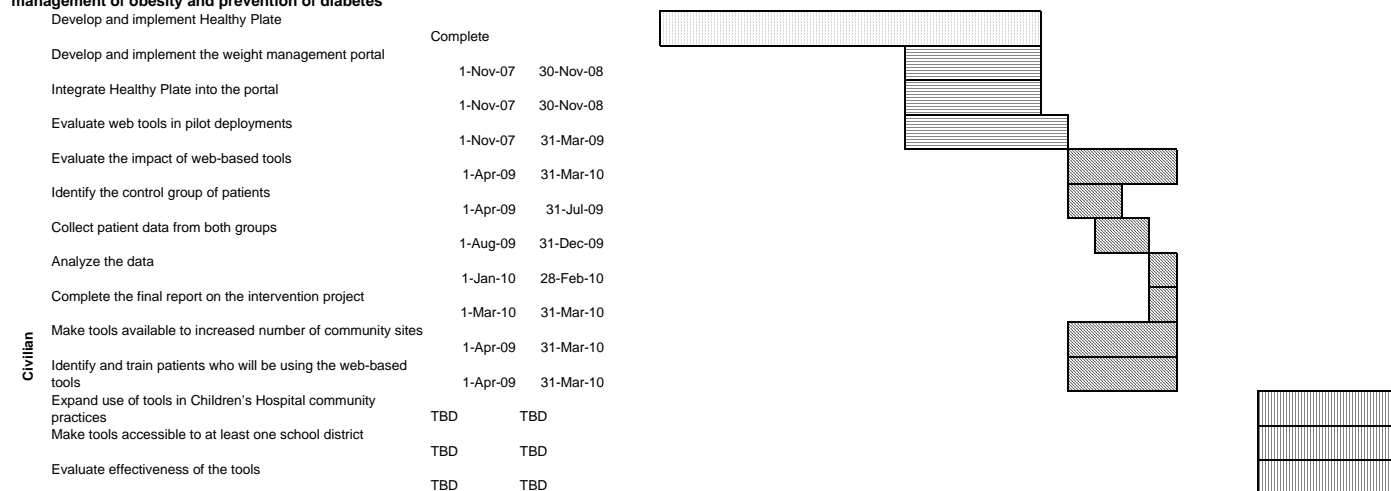 management of obesity and prevention of diabetes
Develop and implement Healthy Plate
Complete
Develop and implement the weight management portal
1-Nov-07 30-Nov-08
Integrate Healthy Plate into the portal
1-Nov-07 30-Nov-08
Evaluate web tools in pilot deployments
1-Nov-07 31-Mar-09
Evaluate the impact of web-based tools
1-Apr-09 31-Mar-10
Identify the control group of patients
1-Apr-09 31-Jul-09
Collect patient data from both groups
1-Aug-09 31-Dec-09
Analyze the data
1-Jan-10 28-Feb-10
Complete the final report on the intervention project
1-Mar-10 31-Mar-10
Make tools available to increased number of community sites
1-Apr-09 31-Mar-10
Civilian
Identify and train patients who will be using the web-based
tools 1-Apr-09 31-Mar-10
Expand use of tools in Children's Hospital community
practices TBD TBD
Make tools accessible to at least one school district
TBD TBD
Evaluate effectiveness of the tools
TBD TBD